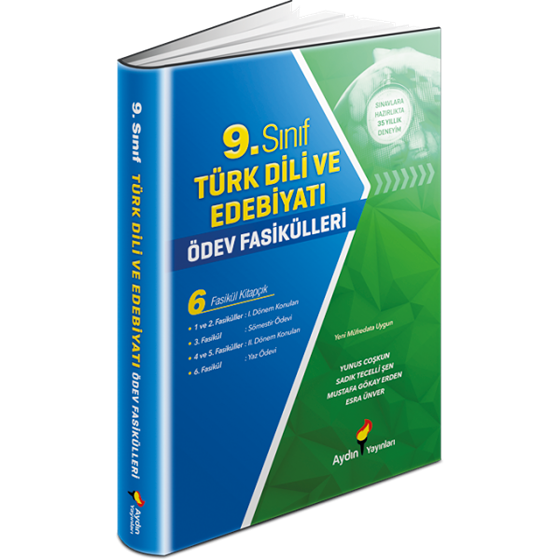 9. Sınıf TÜRK DİLİ VE EDEBİYATI ÖDEV FASİKÜLLERİ
Aydın Yayınları
SINAVLARA
HAZIRLIKTA
35 YILLIK
DENEYİM
9. Sınıf
TÜRK DİLİ VE
EDEBİYATI
ÖDEV FASİKÜLLERİ
6 Fasikül Kitapçık
• 1 ve 2. Fasiküller : I. Dönem Konuları
• 3. Fasikül : Sömestir Ödevi
• 4 ve 5. Fasiküller : II. Dönem Konuları
• 6. Fasikül : Yaz Ödevi
Yeni Müfredata Uygun
YUNUS COŞKUN
SADIK TECELLİ ŞEN
MUSTAFA GÖKAY ERDEN
ESRA ÜNVER
Aydın Yayınları